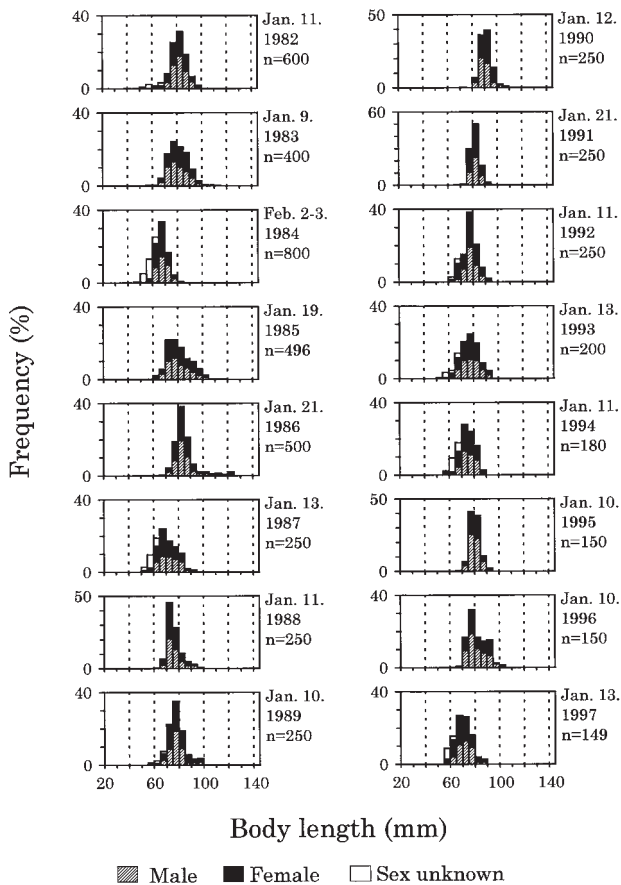 Frequency (%)
40
20
0
Jan. 11.
1982
n=600
40
0
Jan. 9.
1983
n=400
40
0
Feb. 2-3.
1984
n=800
40
0
Jan. 19.
1985
n=496
40
0
Jan. 21.
1986
n=500
40
0
Jan. 13.
1987
n=250
50
0
Jan. 11.
1988
n=250
40
0
Jan. 10.
1989
n=250
20 60 100 140
50
0
Jan. 12.
1990
n=250
60
0
Jan. 21.
1991
n=250
40
0
Jan. 11.
1992
n=250
40
0
Jan. 13.
1993
n=200
40
0
Jan. 11.
1994
n=180
50
0
Jan. 10.
1995
n=150
40
0
Jan. 10.
1996
n=150
40
0
Jan. 13.
1997
n=149
20 60 100 140
Body length (mm)
Male Female Sex unknown